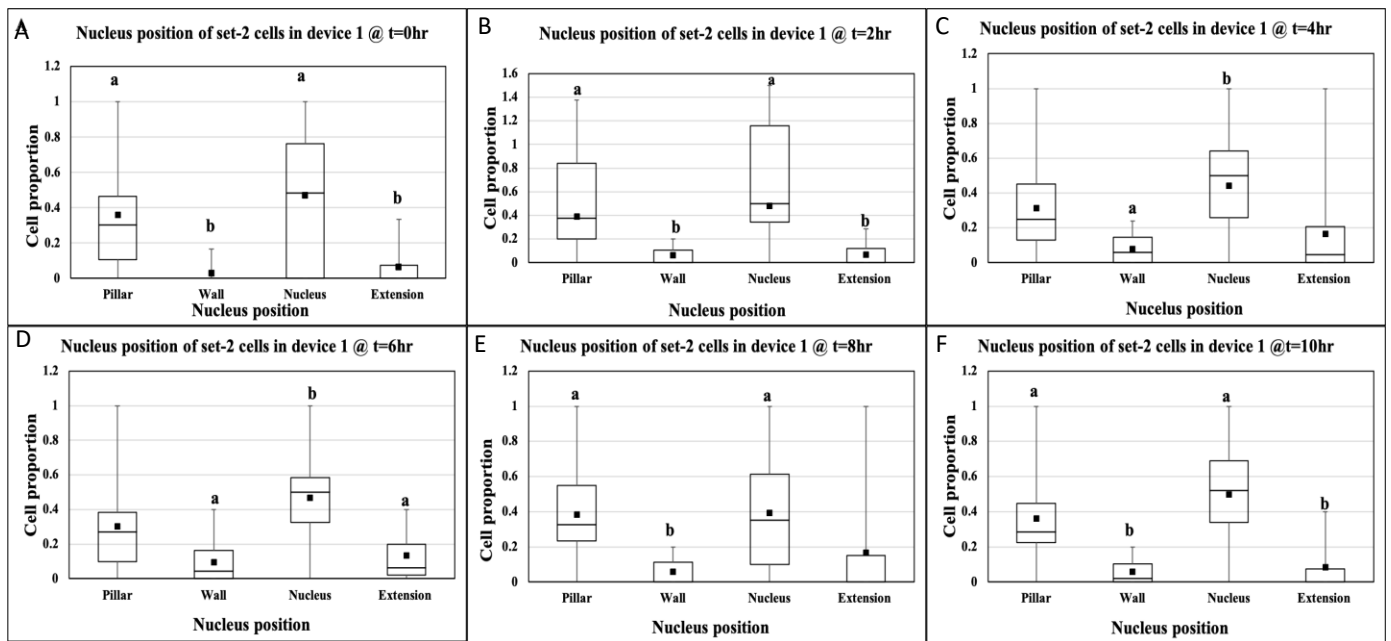 A
Nucleus position of set-2 cells in device 1 @ t=0hr
1.2
1
0.8
0.6
0.4
0.2
0
Cell proportion
a
b
a
b
Pillar Wall Nucleus Extension
Nucleus position
B
Nucleus position of set-2 cells in device 1 @ t=2hr
1.6
1.4
1.2
1
0.8
0.6
0.4
0.2
0
Cell proportion
a
b
a
b
Pillar Wall Nucleus Extension
Nucleus position
C
Nucleus position of set-2 cells in device 1 @ t=4hr
1.2
1
0.8
0.6
0.4
0.2
0
Cell proportion
a
b
Pillar Wall Nucleus Extension
Nucelus position
D
Nucleus position of set-2 cells in device 1 @ t=6hr
1.2
1
0.8
0.6
0.4
0.2
0
Cell proportion
a
b
a
Pillar Wall Nucleus Extension
Nucleus position
E
Nucleus position of set-2 cells in device 1 @ t=8hr
1.2
1
0.8
0.6
0.4
0.2
0
Cell proportion
a
b
a
Pillar Wall Nucleus Extension
Nucleus position
F
Nucleus position of set-2 cells in device 1 @t=10hr
1.2
1
0.8
0.6
0.4
0.2
0
Cell proportion
a
b
a
b
Pillar Wall Nucleus Extension
Nucleus position